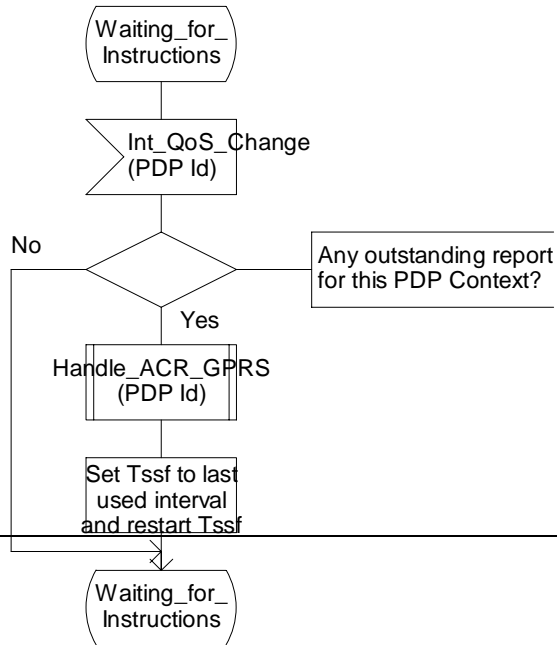 Waiting_for_
Instructions
Int_QoS_Change
(PDP Id)
No
Any outstanding report
for this PDP Context?
Yes
Handle_ACR_GPRS
(PDP Id)
Set Tssf to last
used interval
and restart Tssf
Waiting_for_
Instructions